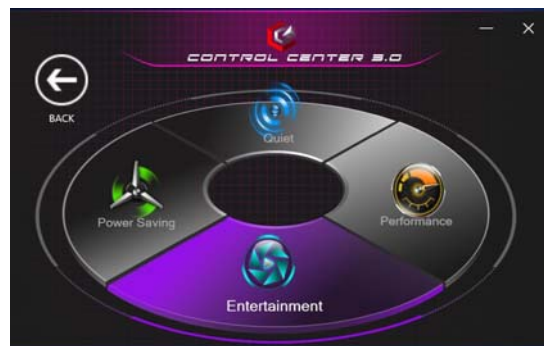 CONTROL CENTER 3.0
BACK
Quiet
Power Saving
Performance
Entertainment